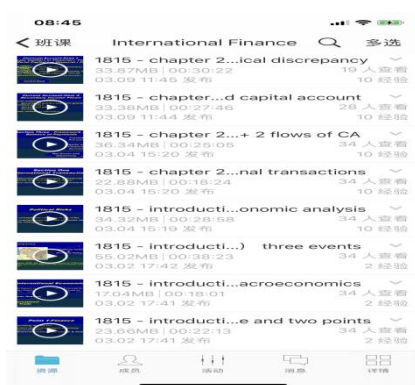 08:45
班课 International Finance 多选
1815 - chapter 2...ical discrepancy
33.87MB | 00:30:22 19 人查看
03.09 11:45 发布 10 经验
1815 - chapter...d capital account
33.38MB | 00:27:46 28 人查看
03.09 11:44 发布 10 经验
1815 - chapter 2...+ 2 flows of CA
36.34MB | 00:25:05 34 人查看
03.04 15:20 发布 10 经验
1815 - chapter 2...nal transactions
22.88MB | 00:18:24 34 人查看
03.04 15:20 发布 10 经验
1815 - introducti...onomic analysis
34.32MB | 00:28:58 34 人查看
03.04 15:19 发布 10 经验
1815 - introducti...) three events
55.02MB | 00:38:23 34 人查看
03.02 17:42 发布 2 经验
1815 - introducti...acroeconomics
17.04MB | 00:18:01 34 人查看
03.02 17:41 发布 2 经验
1815 - introducti...e and two points
23.66MB | 00:22:13 34 人查看
03.02 17:41 发布 2 经验
资源 成员 活动 消息 详情